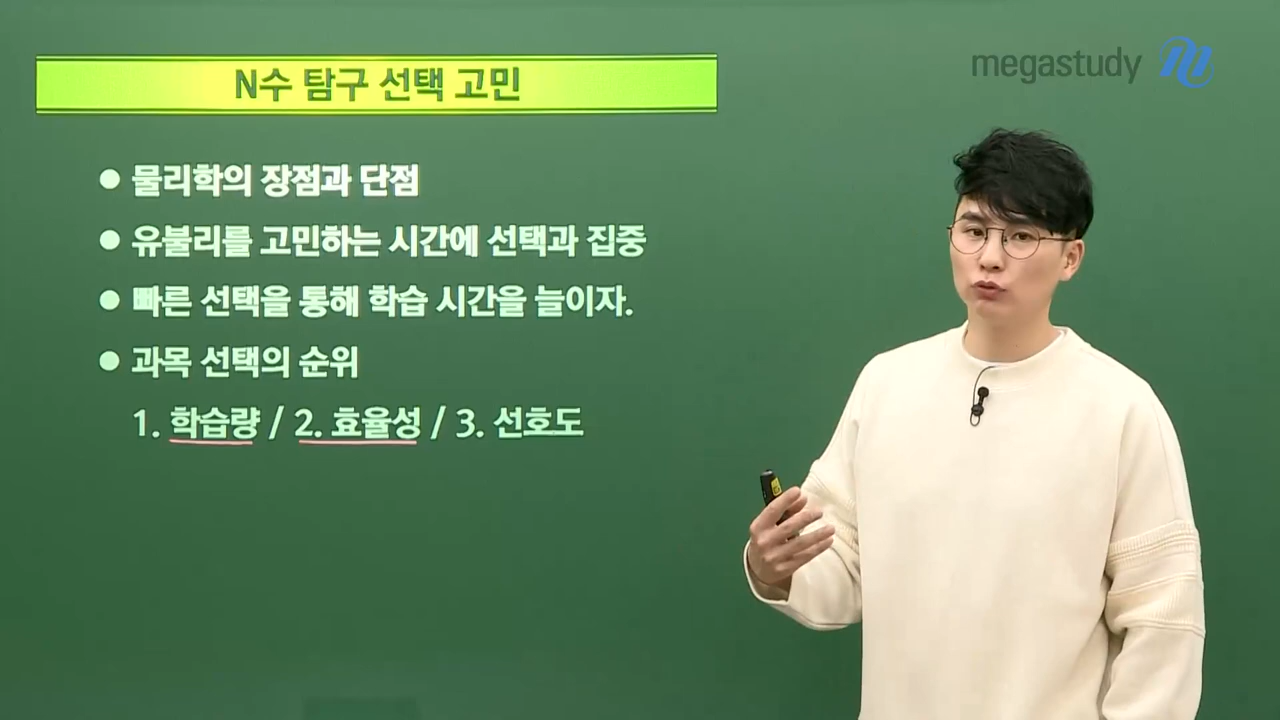 megastudy
N수 탐구 선택 고민
● 물리학의 장점과 단점
● 유불리를 고민하는 시간에 선택과 집중
● 빠른 선택을 통해 학습 시간을 늘이자.
● 과목 선택의 순위
1. 학습량 / 2. 효율성 / 3. 선호도